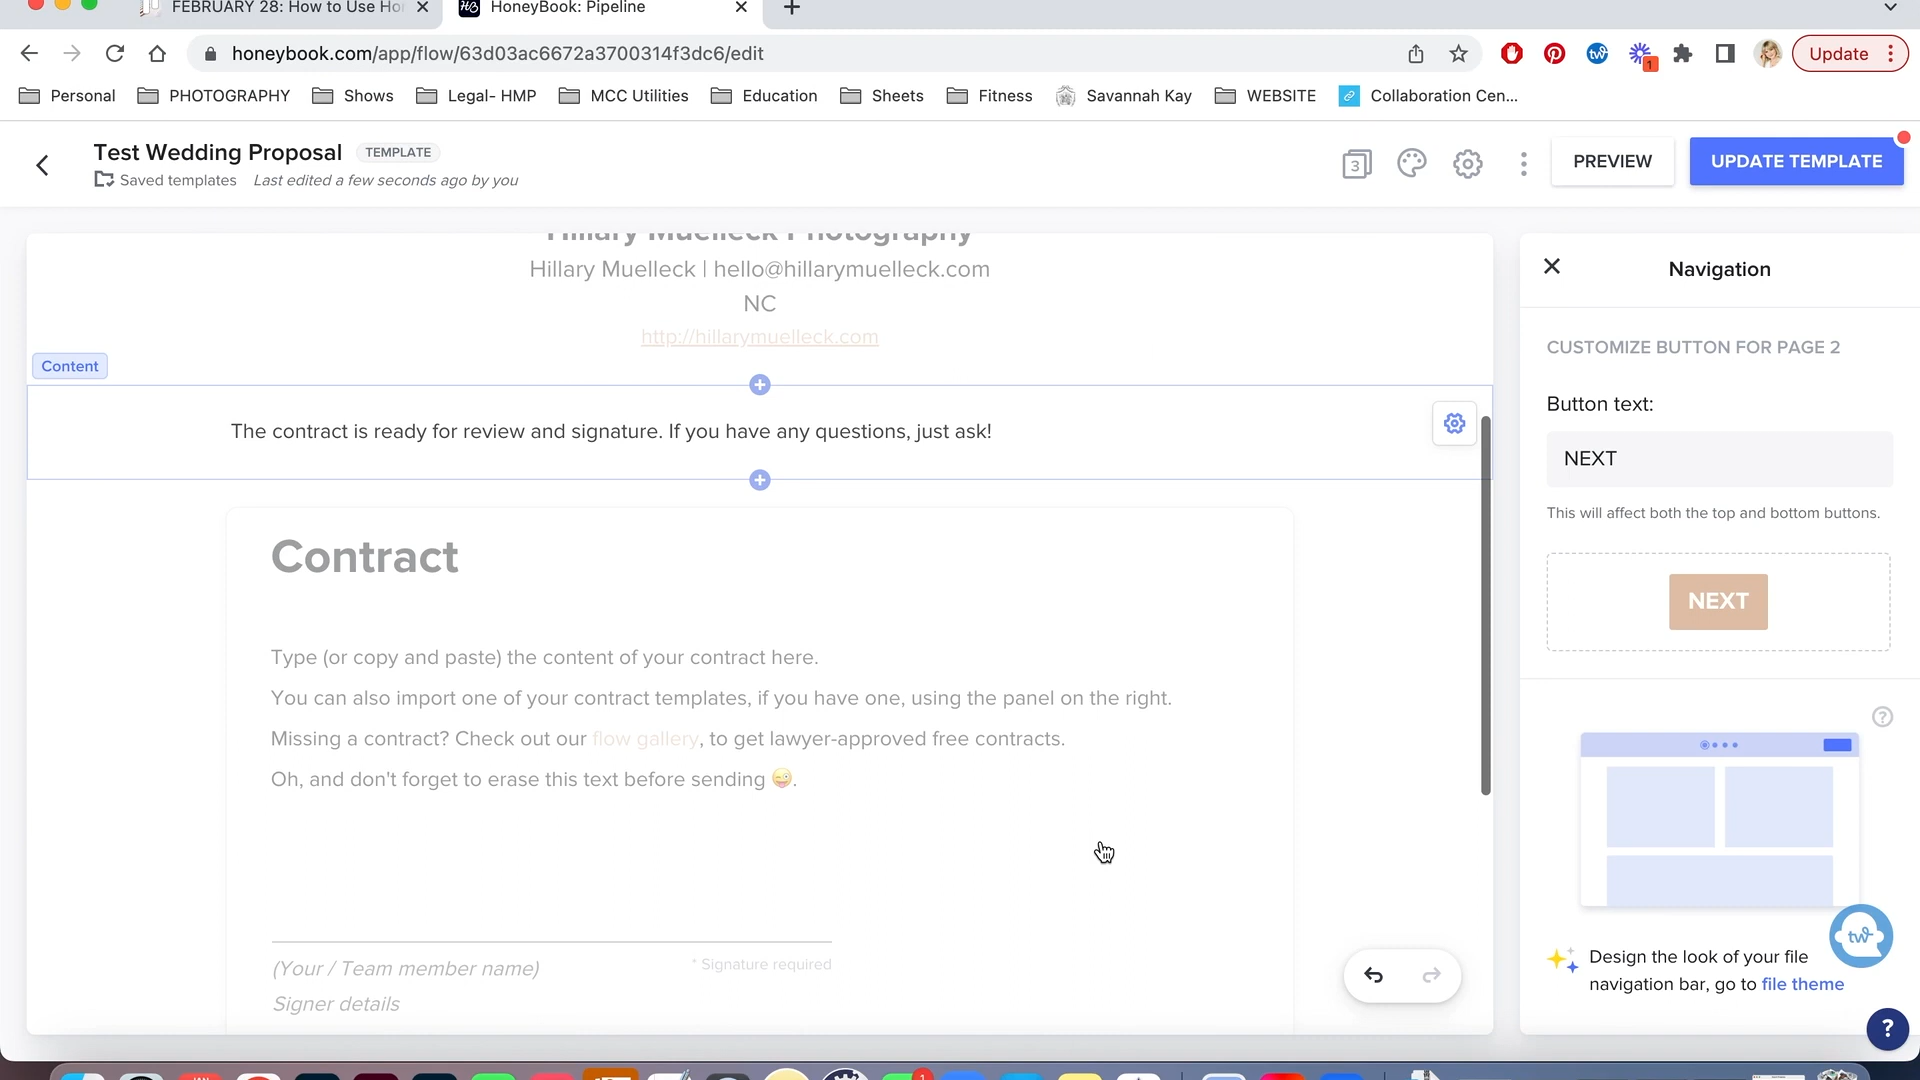 FEBRUARY 28: How to Use Ho
HoneyBook: Pipeline
honeybook.com/app/flow/63d03ac6672a3700314f3dc6/edit
1
Update
Personal
PHOTOGRAPHY
Shows
Legal- HMP
MCC Utilities
Education
Sheets
Fitness
Savannah Kay
WEBSITE
Collaboration Cen...
Test Wedding Proposal
TEMPLATE
Saved templates
Last edited a few seconds ago by you
3
PREVIEW
UPDATE TEMPLATE
Hillary Muelleck Photography
Hillary Muelleck | hello@hillarymuelleck.com
NC
http://hillarymuelleck.com
Content
The contract is ready for review and signature. If you have any questions, just ask!
Contract
Type (or copy and paste) the content of your contract here.
You can also import one of your contract templates, if you have one, using the panel on the right.
Missing a contract? Check out our flow gallery, to get lawyer-approved free contracts.
Oh, and don't forget to erase this text before sending 😜.
(Your / Team member name)
* Signature required
Signer details
Navigation
CUSTOMIZE BUTTON FOR PAGE 2
Button text:
NEXT
This will affect both the top and bottom buttons.
NEXT
?
Design the look of your file
navigation bar, go to file theme
tw
?
1